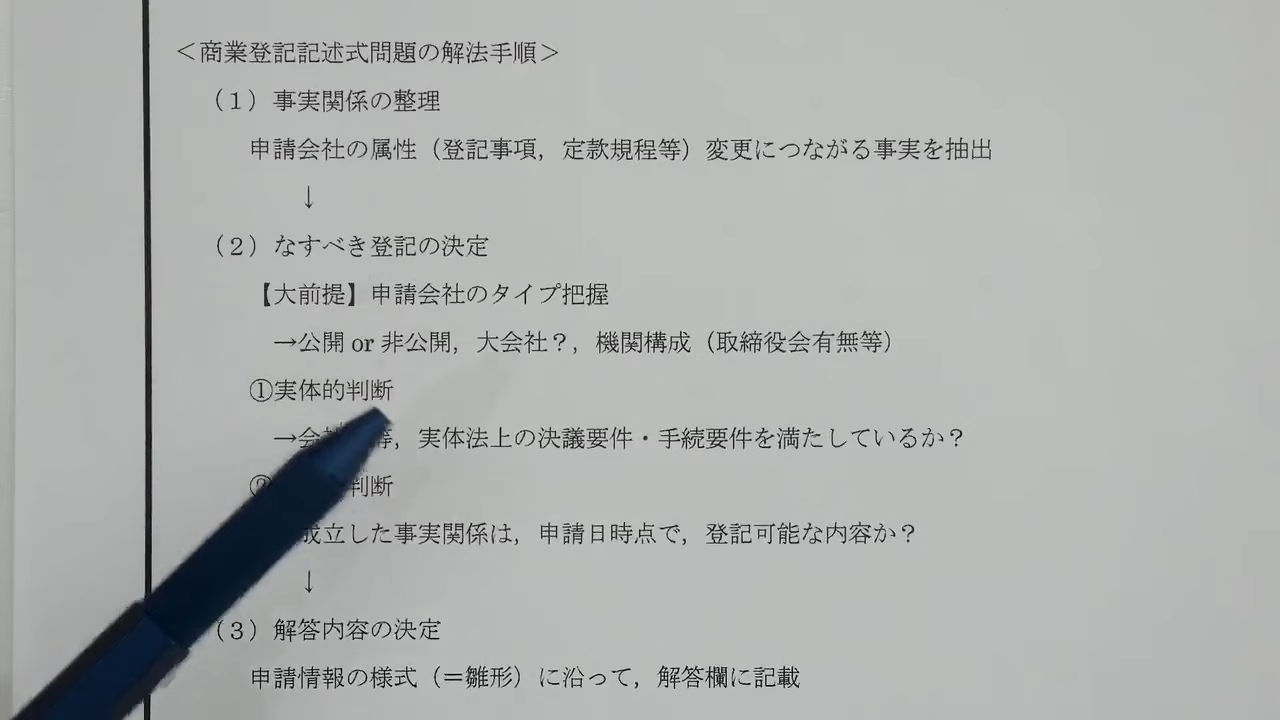 ＜商業登記記述式問題の解法手順＞
（１）事実関係の整理
申請会社の属性（登記事項，定款規程等）変更につながる事実を抽出
↓
（２）なすべき登記の決定
【大前提】申請会社のタイプ把握
→公開 or 非公開，大会社？，機関構成（取締役会有無等）
①実体的判断
→会 等，実体法上の決議要件・手続要件を満たしているか？
判断
成立した事実関係は，申請日時点で，登記可能な内容か？
↓
（３）解答内容の決定
申請情報の様式（＝雛形）に沿って，解答欄に記載